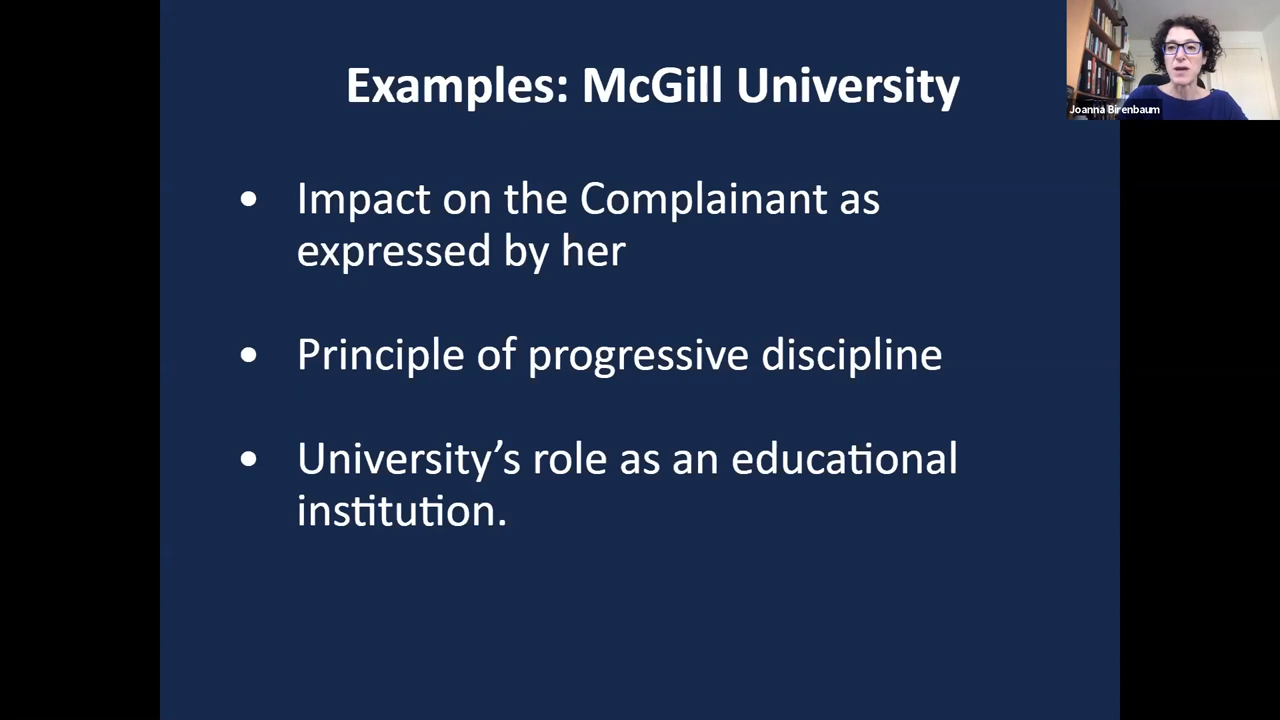 Examples: McGill University
Joanna Birenbaum
• Impact on the Complainant as
expressed by her
• Principle of progressive discipline
• University’s role as an educational
institution.